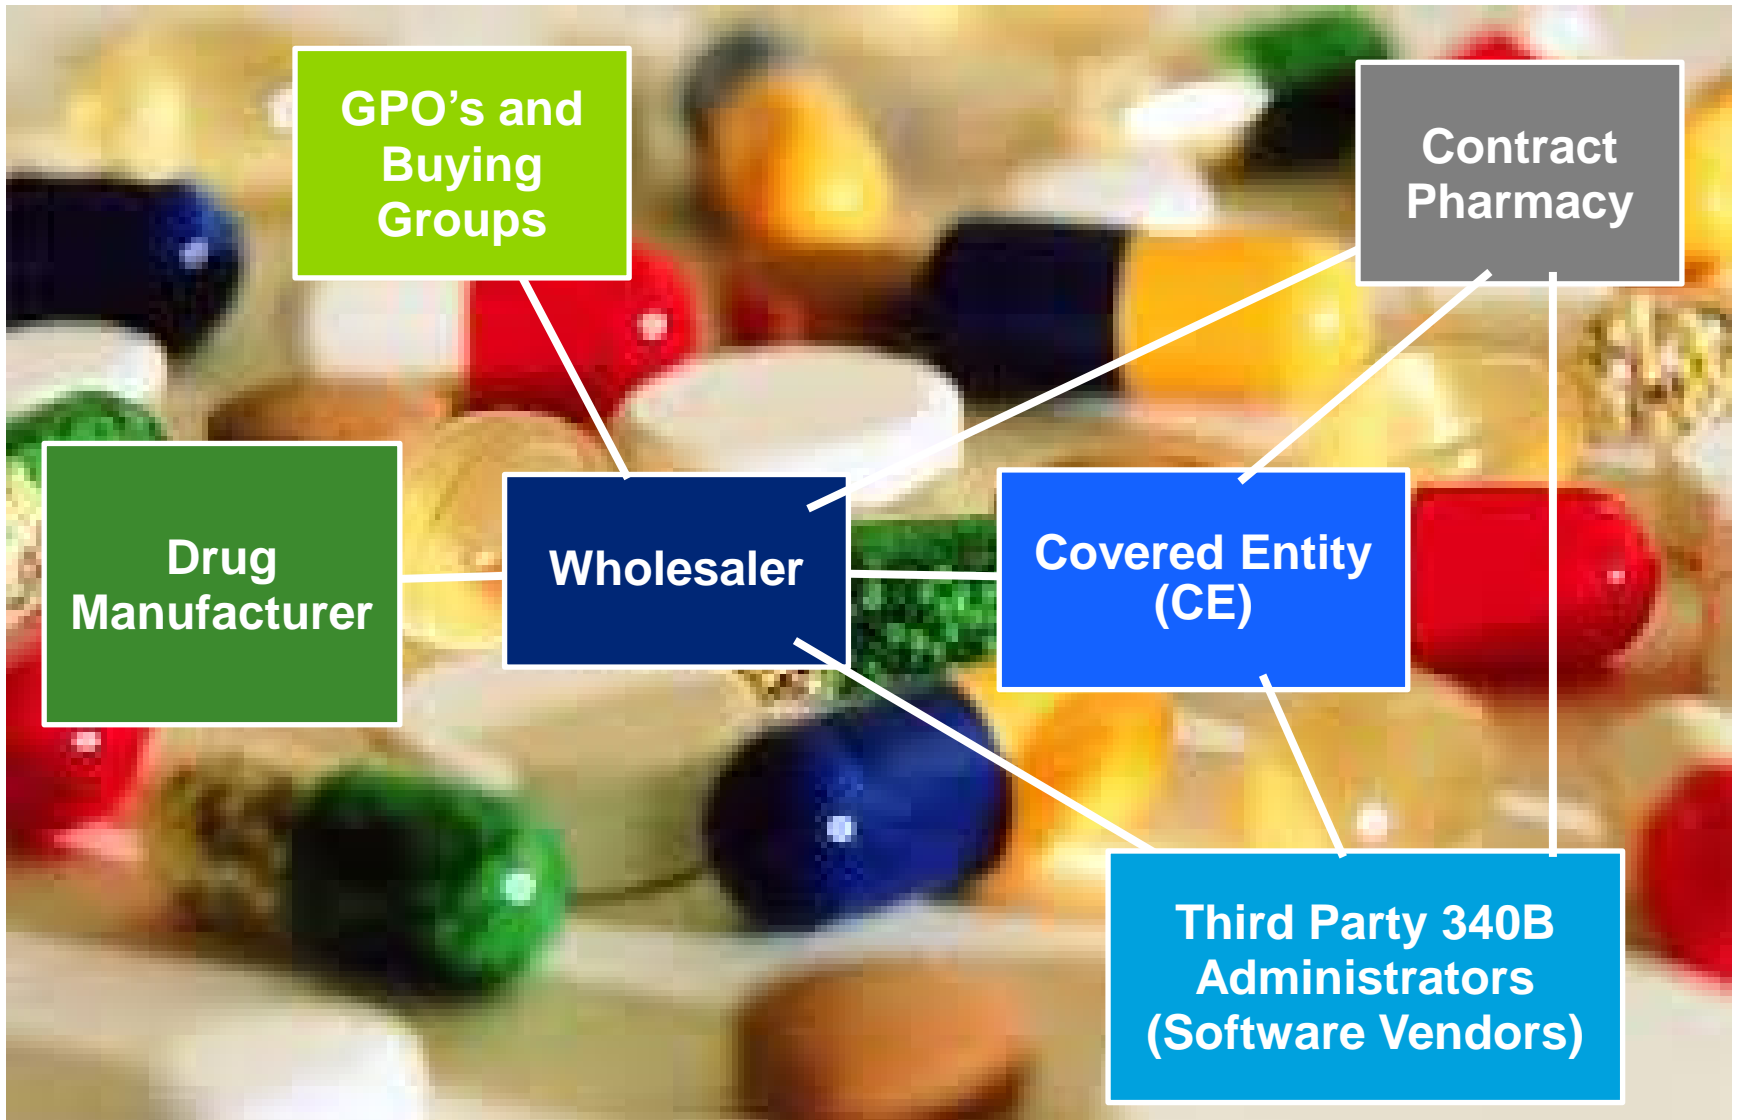 GPO’s and
Buying
Groups
Contract
Pharmacy
Drug
Manufacturer
Wholesaler
Covered Entity
(CE)
Third Party 340B
Administrators
(Software Vendors)